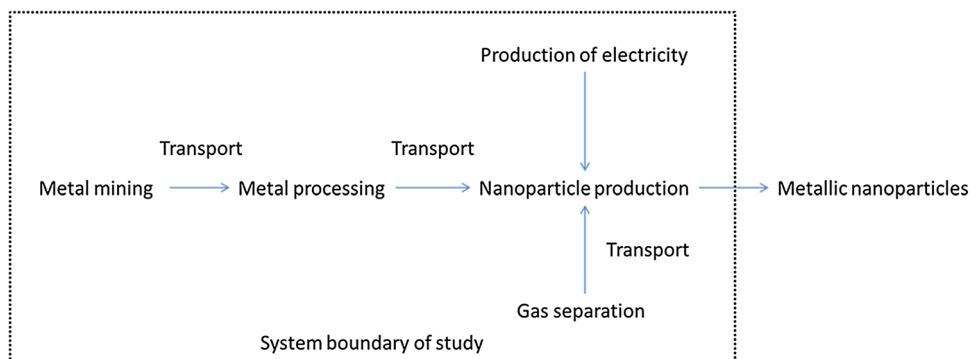 Production of electricity
Transport
Transport
Metal mining
Metal processing
Nanoparticle production
Metallic nanoparticles
Transport
Gas separation
System boundary of study